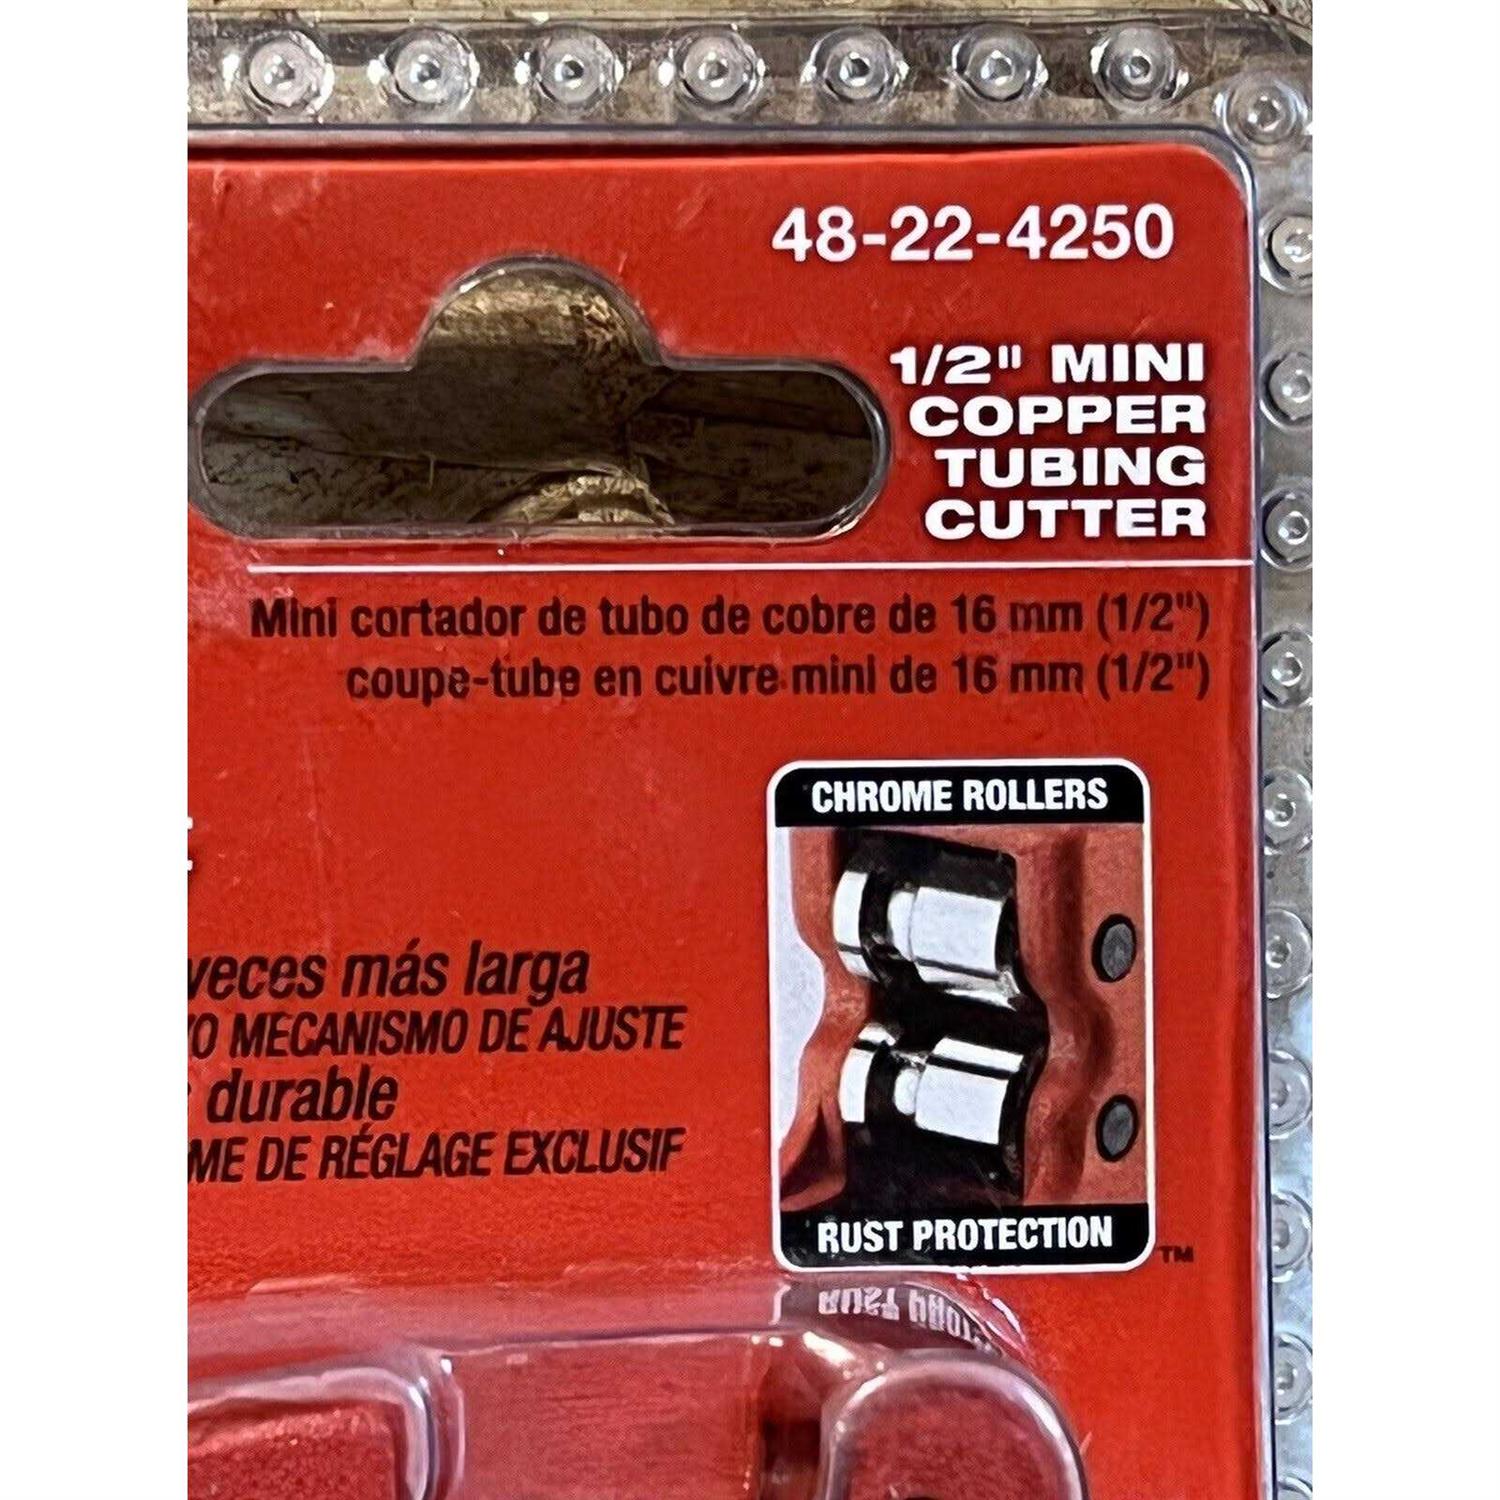 48-22-4250
1/2" MINI
COPPER
TUBING
CUTTER
Mini cortador de tubo de cobre de 16 mm (1/2")
coupe-tube en cuivre mini de 16 mm (1/2")
CHROME ROLLERS
veces más larga
MECANISMO DE AJUSTE
durable
DE RÉGLAGE EXCLUSIF
RUST PROTECTION
TM